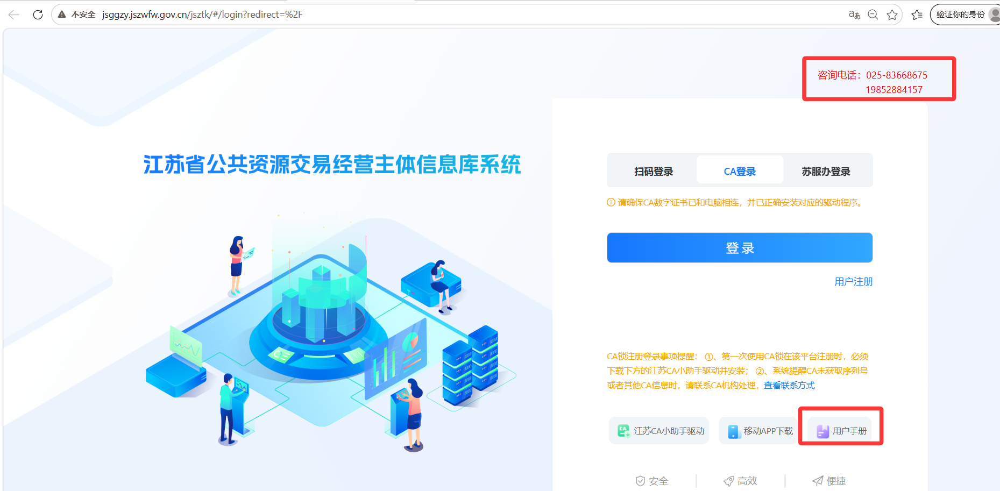 不安全 jsggzy.jszwfw.gov.cn/jsztk/#/login?redirect=%2F
验证你的身份
咨询电话：025-83668675
19852884157
江苏省公共资源交易经营主体信息库系统
扫码登录 CA登录 苏服办登录
请确保CA数字证书已和电脑相连，并已正确安装对应的驱动程序。
登录
用户注册
CA锁注册登录事项提醒：①、第一次使用CA锁在该平台注册时，必须
下载下方的江苏CA小助手驱动并安装；②、系统提醒CA未获取序列号
或者其他CA信息时，请联系CA机构处理，查看联系方式
江苏CA小助手驱动 移动APP下载 用户手册
安全 高效 便捷